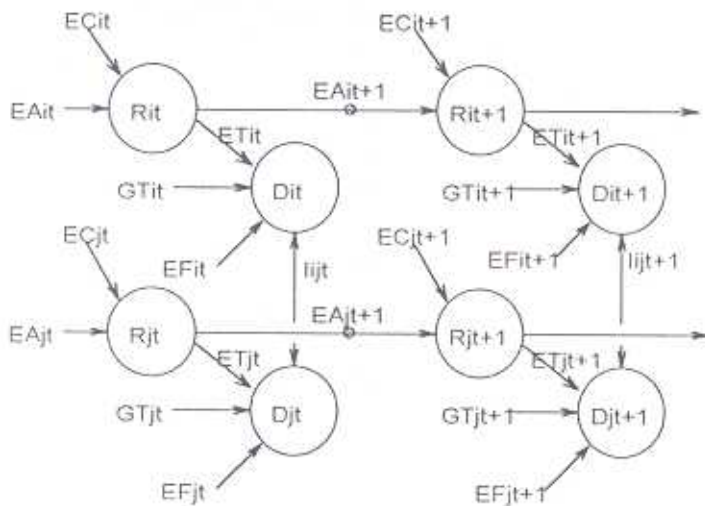 ECit
ECit+1
EAit
Rit
EAit+1
Rit+1
ETit
ETit+1
GTit
Dit
GTit+1
Dit+1
ECjt
ECjt+1
EFit
Iijt
EFit+1
Iijt+1
EAjt
Rjt
EAjt+1
Rjt+1
ETjt
ETjt+1
GTjt
Djt
GTjt+1
Djt+1
EFjt
EFjt+1